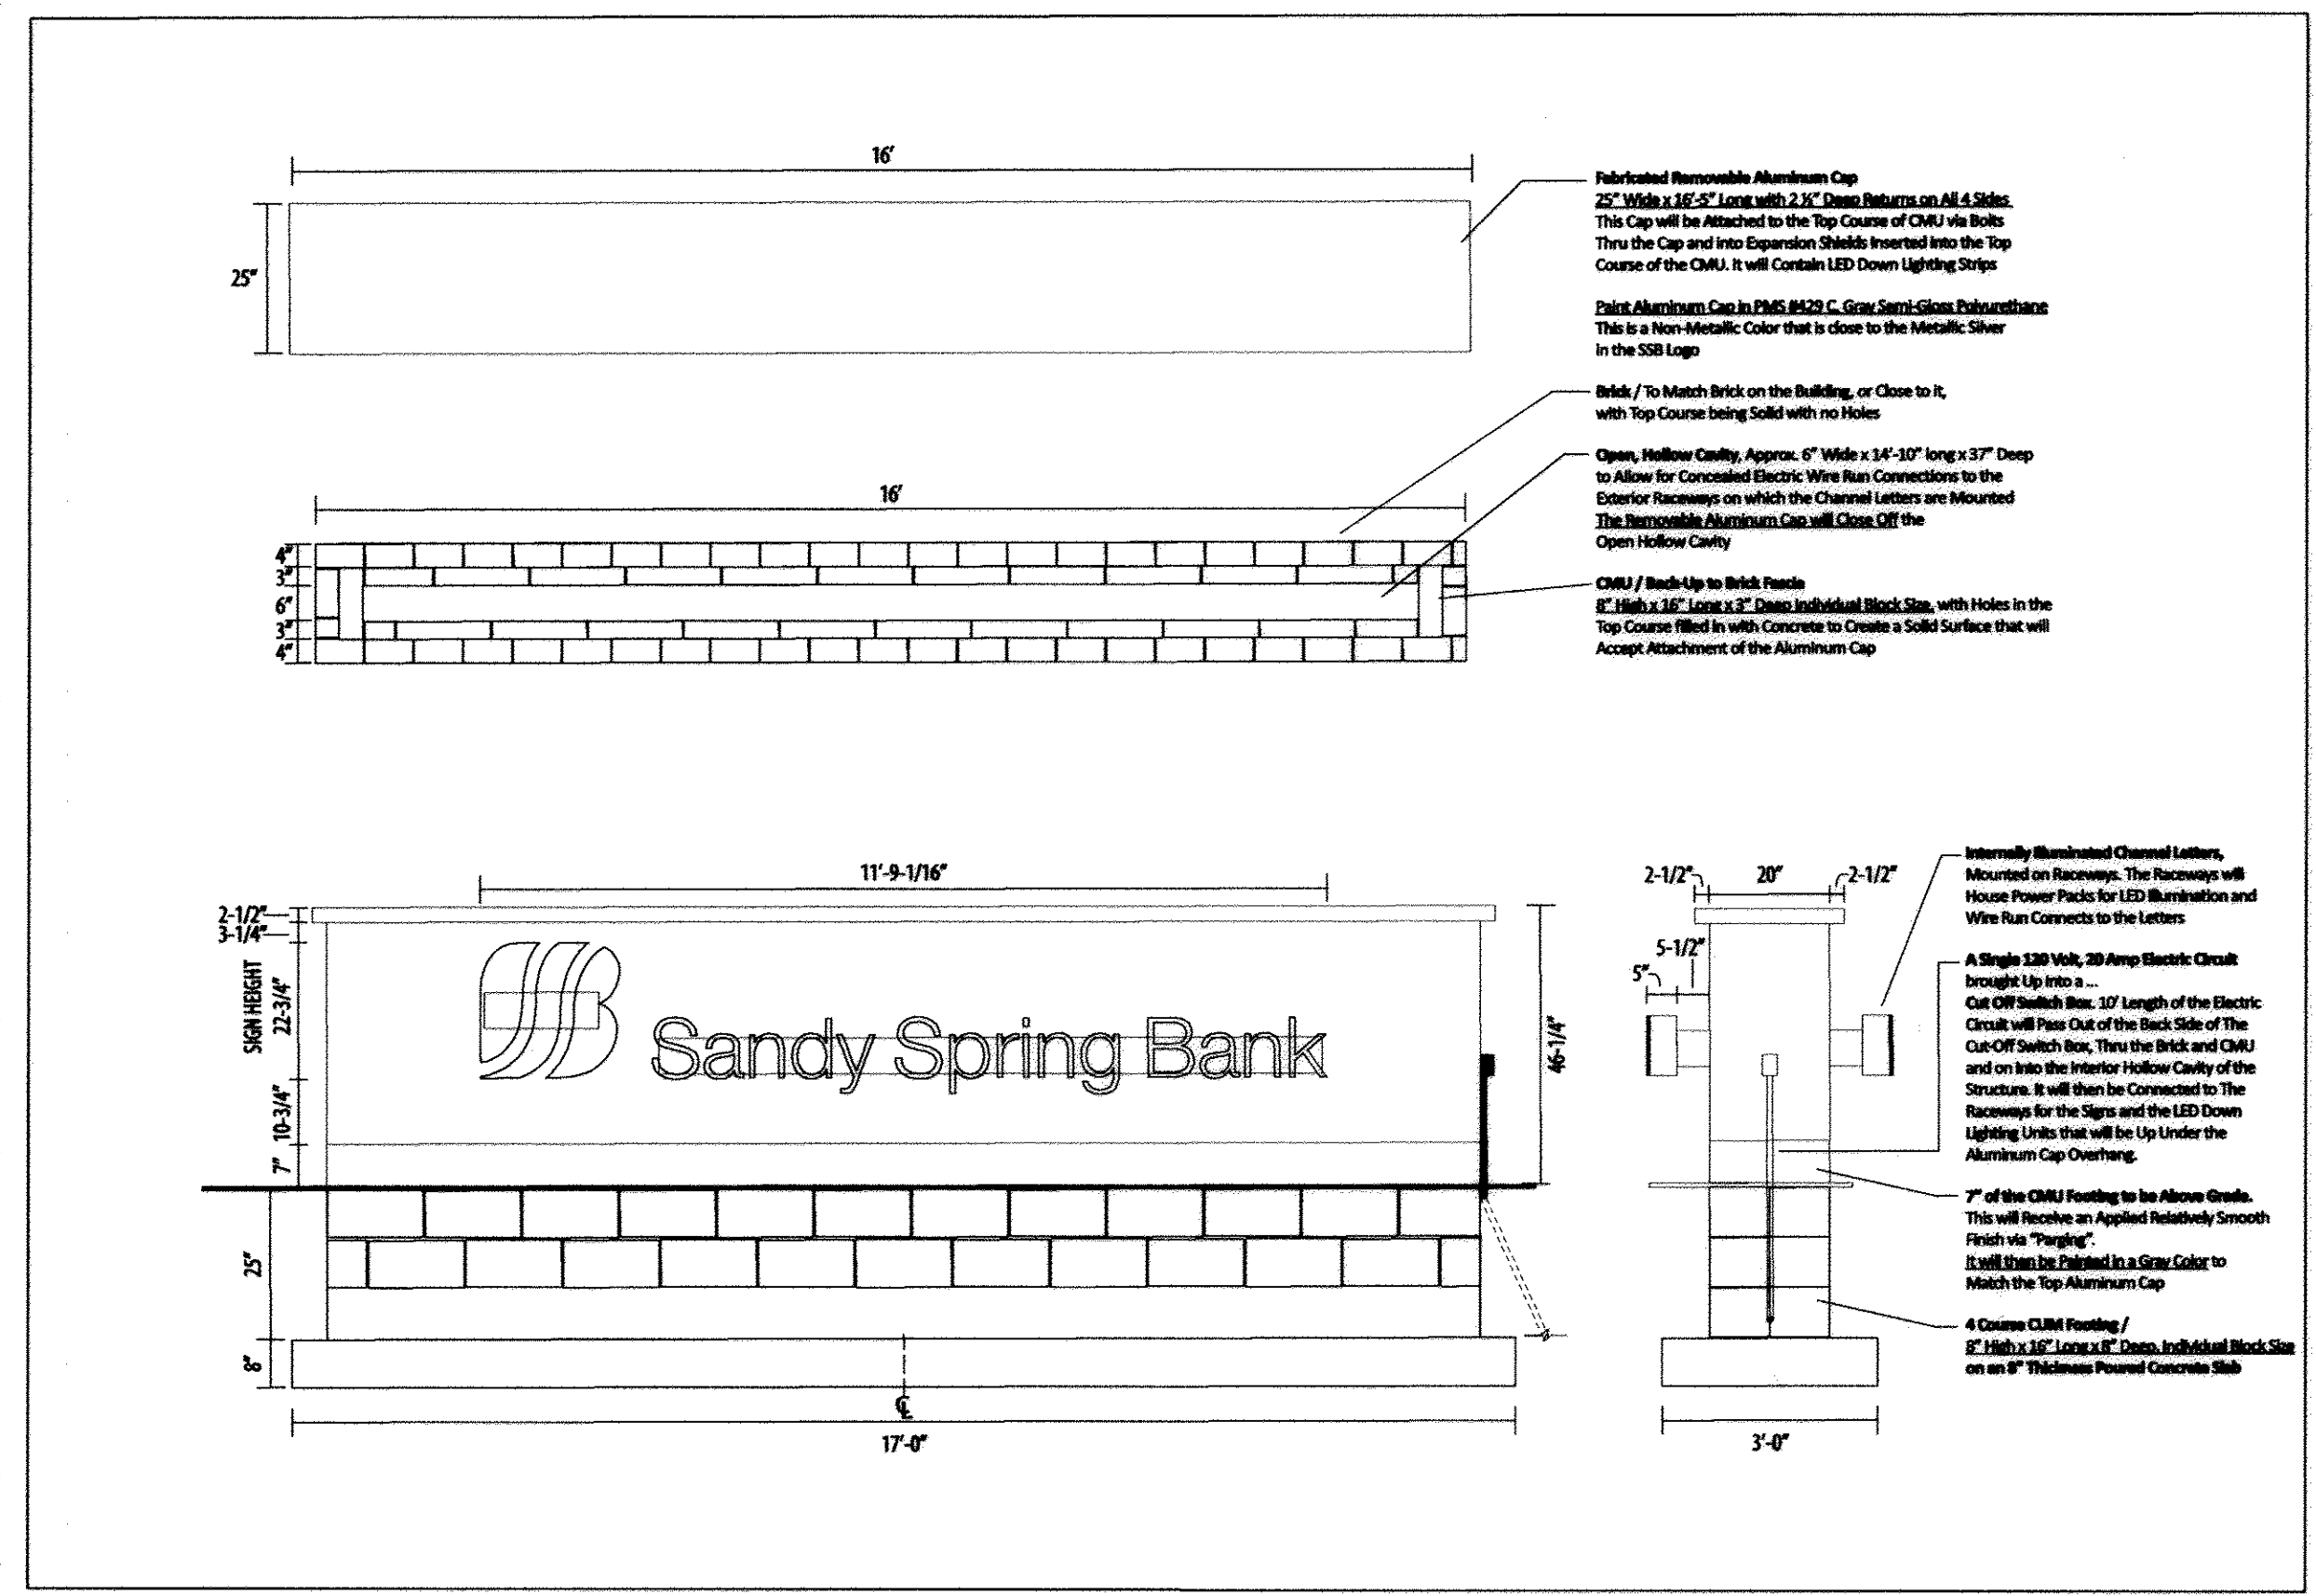 16'
25"
Fabricated Removable Aluminum Cap
25" Wide x 16'-5" Long with 2 ½" Deep Returns on All 4 Sides
This Cap will be Attached to the Top Course of CMU via Bolts
Thru the Cap and into Expansion Shields Inserted into the Top
Course of the CMU. It will Contain LED Down Lighting Strips
Paint Aluminum Cap in PMS #429 C. Gray Semi-Gloss Polyurethane
This is a Non-Metallic Color that is close to the Metallic Silver
in the SSB Logo
Brick / To Match Brick on the Building, or Close to it,
with Top Course being Solid with no Holes
Open, Hollow Cavity, Approx. 6" Wide x 14'-10" long x 37" Deep
to Allow for Concealed Electric Wire Run Connections to the
Exterior Raceways on which the Channel Letters are Mounted
The Removable Aluminum Cap will Close Off the
Open Hollow Cavity
CMU / Back-Up to Brick Fascia
8" High x 16" Long x 3" Deep Individual Block Size, with Holes in the
Top Course filled in with Concrete to Create a Solid Surface that will
Accept Attachment of the Aluminum Cap
16'
4"
3"
6"
3"
4"
11'-9-1/16"
2-1/2"
3-1/4"
SIGN HEIGHT
22-3/4"
10-3/4"
7"
25"
8"
Sandy Spring Bank
46-1/4"
℄
17'-0"
2-1/2"
20"
2-1/2"
5-1/2"
5"
3'-0"
Internally Illuminated Channel Letters,
Mounted on Raceways. The Raceways will
House Power Packs for LED Illumination and
Wire Run Connects to the Letters
A Single 120 Volt, 20 Amp Electric Circuit
brought Up into a ...
Cut Off Switch Box. 10' Length of the Electric
Circuit will Pass Out of the Back Side of The
Cut-Off Switch Box, Thru the Brick and CMU
and on into the Interior Hollow Cavity of the
Structure. It will then be Connected to The
Raceways for the Signs and the LED Down
Lighting Units that will be Up Under the
Aluminum Cap Overhang.
7" of the CMU Footing to be Above Grade.
This will Receive an Applied Relatively Smooth
Finish via "Parging".
It will then be Painted in a Gray Color to
Match the Top Aluminum Cap
4 Course CUM Footing /
8" High x 16" Long x 8" Deep, Individual Block Size
on an 8" Thickness Poured Concrete Slab